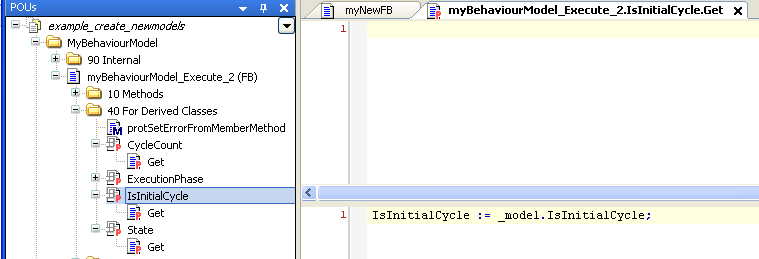 POUs
example_create_newmodels
MyBehaviourModel
90 Internal
myBehaviourModel_Execute_2 (FB)
10 Methods
40 For Derived Classes
protSetErrorFromMemberMethod
CycleCount
Get
ExecutionPhase
IsInitialCycle
Get
State
Get
myNewFB
myBehaviourModel_Execute_2.IsInitialCycle.Get
1
1 IsInitialCycle := _model.IsInitialCycle;